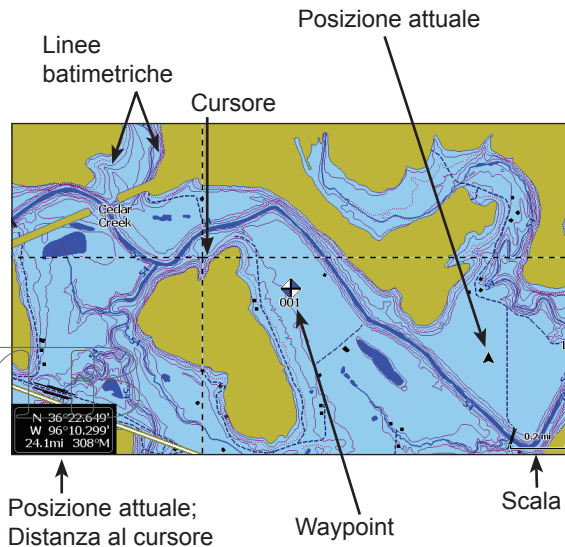 Posizione attuale
Linee
batimetriche
Cursore
Cedar
Creek
001
54
N 36°22.649'
W 96°10.299'
24.1mi 308°M
0.2 mi
Posizione attuale;
Distanza al cursore
Waypoint
Scala